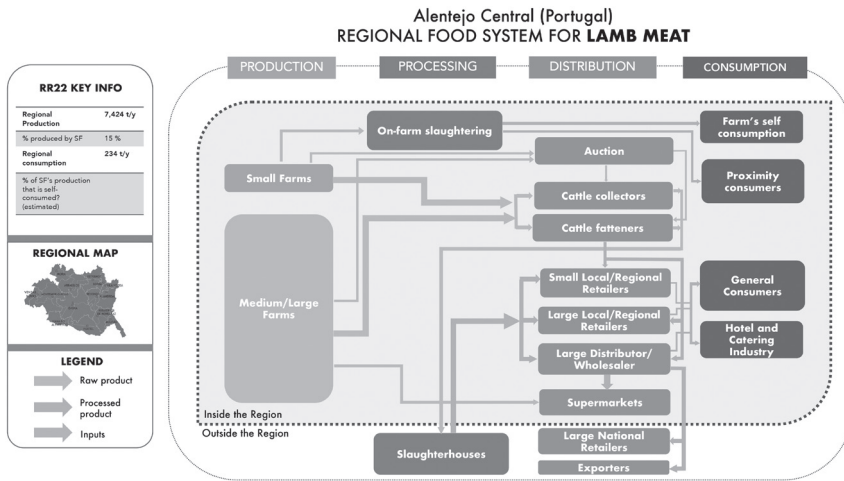 Alentejo Central (Portugal)
REGIONAL FOOD SYSTEM FOR LAMB MEAT
PRODUCTION
PROCESSING
DISTRIBUTION
CONSUMPTION
RR22 KEY INFO
Regional
Production
7,424 t/y
% produced by SF
15 %
Regional
consumption
234 t/y
% of SF's production
that is self-
consumed?
(estimated)
REGIONAL MAP
LEGEND
Raw product
Processed
product
Inputs
On-farm slaughtering
Farm's self
consumption
Auction
Small Farms
Proximity
consumers
Cattle collectors
Cattle fatteners
Medium/Large
Farms
Small Local/Regional
Retailers
General
Consumers
Large Local/Regional
Retailers
Hotel and
Catering
Industry
Large Distributor/
Wholesaler
Supermarkets
Inside the Region
Outside the Region
Slaughterhouses
Large National
Retailers
Exporters